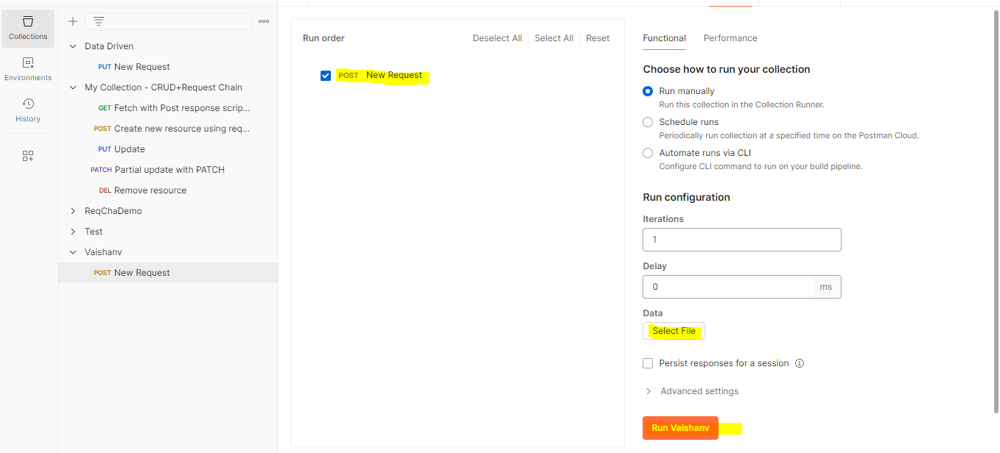 Collections
Environments
History
Data Driven
PUT New Request
My Collection - CRUD+Request Chain
GET Fetch with Post response scrip...
POST Create new resource using req...
PUT Update
PATCH Partial update with PATCH
DEL Remove resource
ReqChaDemo
Test
Vaishanv
POST New Request
Run order
Deselect All Select All Reset
POST New Request
Functional Performance
Choose how to run your collection
Run manually
Run this collection in the Collection Runner.
Schedule runs
Periodically run collection at a specified time on the Postman Cloud.
Automate runs via CLI
Configure CLI command to run on your build pipeline.
Run configuration
Iterations
1
Delay
0 ms
Data
Select File
Persist responses for a session
Advanced settings
Run Vaishanv